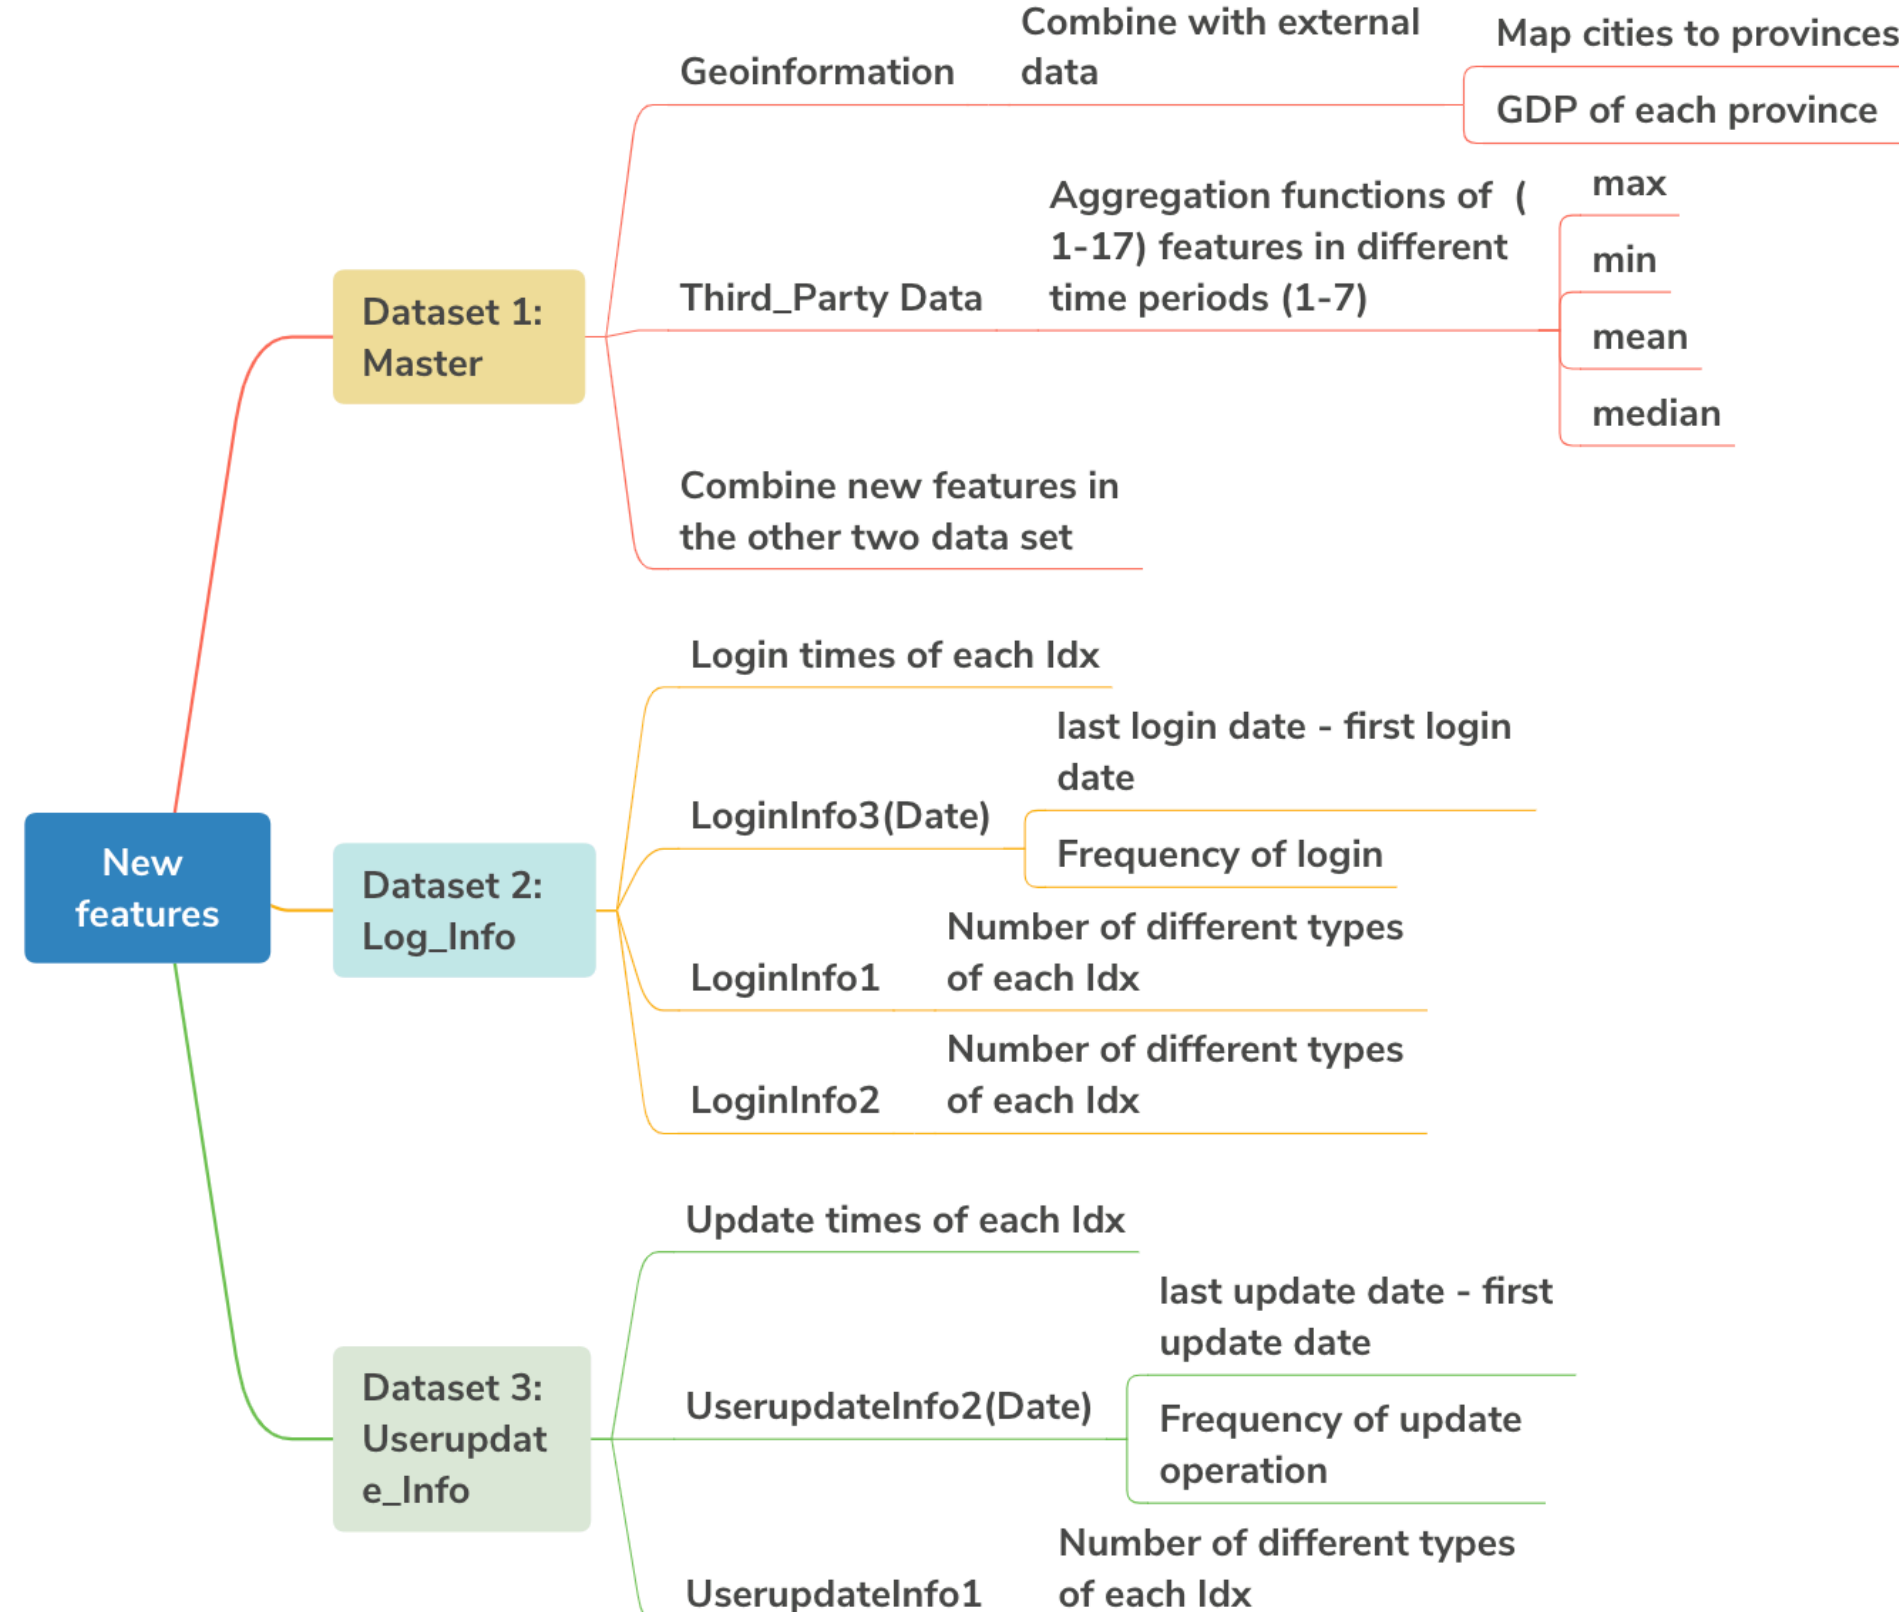 New
features
Dataset 1:
Master
Geoinformation
Combine with external
data
Map cities to provinces
GDP of each province
Third_Party Data
Aggregation functions of  (
1-17) features in different
time periods (1-7)
max
min
mean
median
Combine new features in
the other two data set
Dataset 2:
Log_Info
Login times of each Idx
LoginInfo3(Date)
last login date - first login
date
Frequency of login
LoginInfo1
Number of different types
of each Idx
LoginInfo2
Number of different types
of each Idx
Dataset 3:
Userupdat
e_Info
Update times of each Idx
UserupdateInfo2(Date)
last update date - first
update date
Frequency of update
operation
UserupdateInfo1
Number of different types
of each Idx